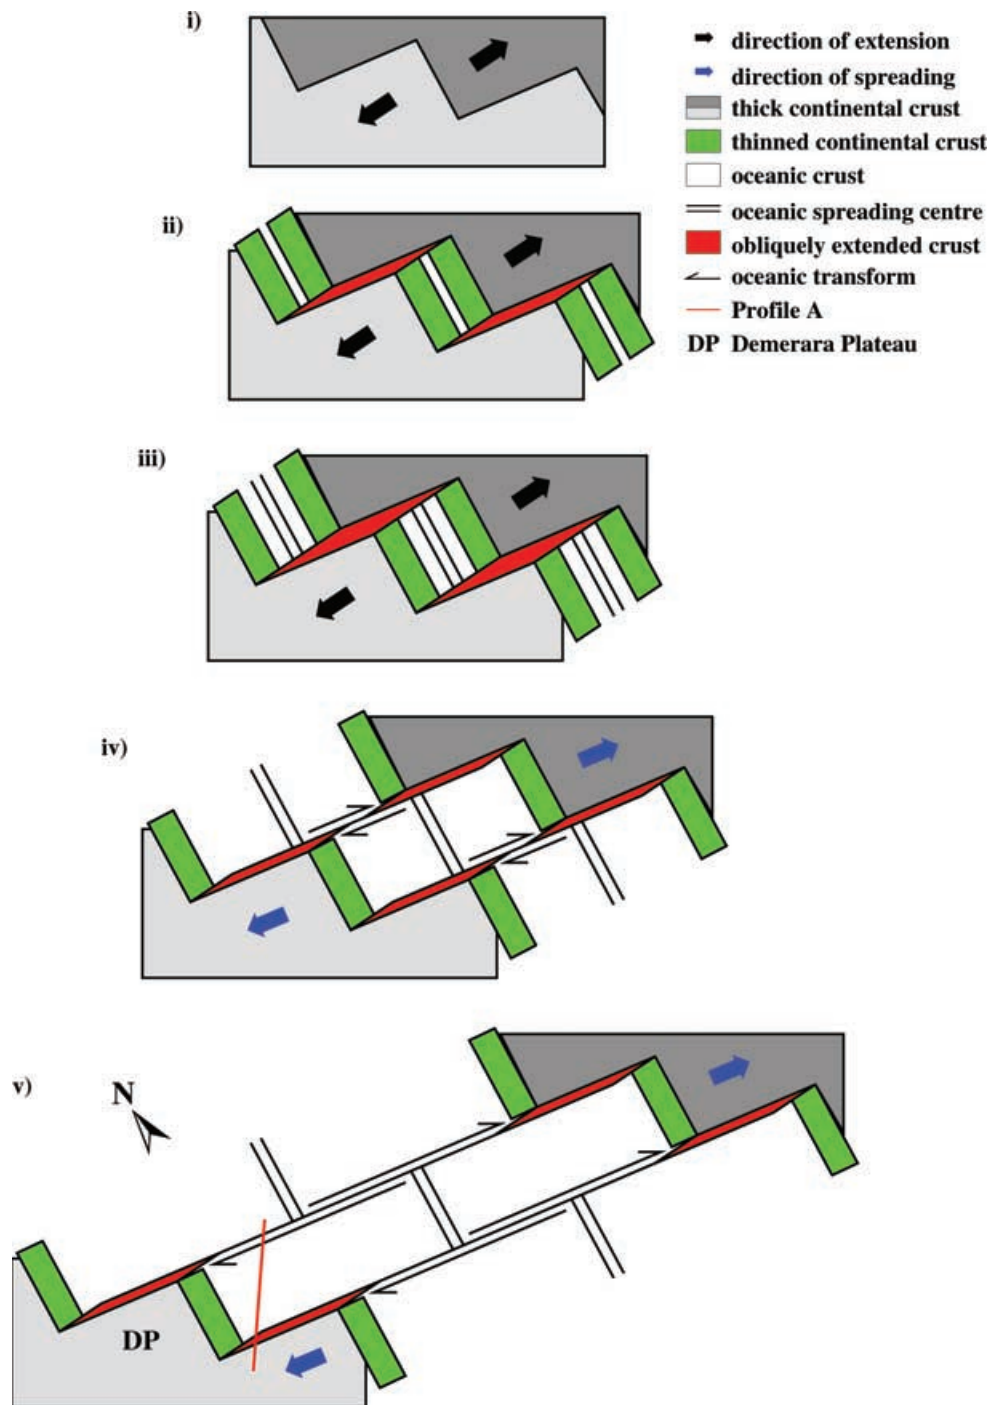 i)
direction of extension
direction of spreading
thick continental crust
thinned continental crust
oceanic crust
oceanic spreading centre
obliquely extended crust
oceanic transform
Profile A
DP Demerara Plateau
ii)
iii)
iv)
v)
N
DP